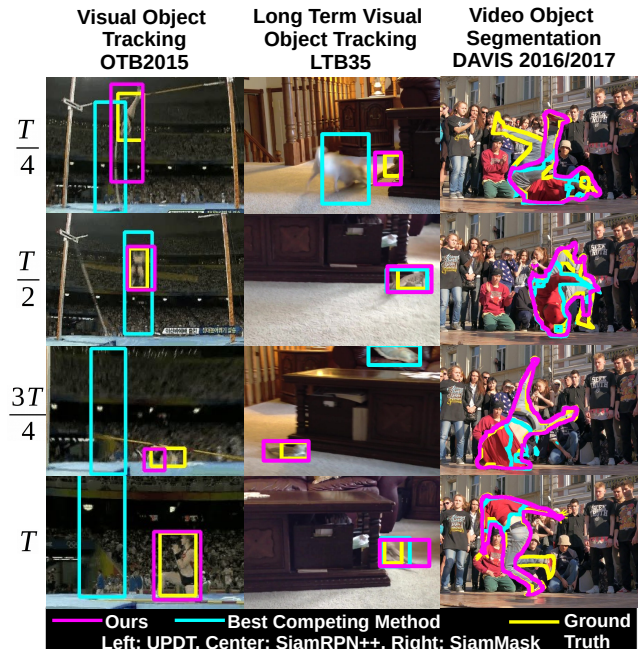 Visual Object
Tracking
OTB2015
Long Term Visual
Object Tracking
LTB35
Video Object
Segmentation
DAVIS 2016/2017
T
4
T
2
3T
4
T
Ours
Best Competing Method
Ground
Truth
Left: UPDT, Center: SiamRPN++, Right: SiamMask